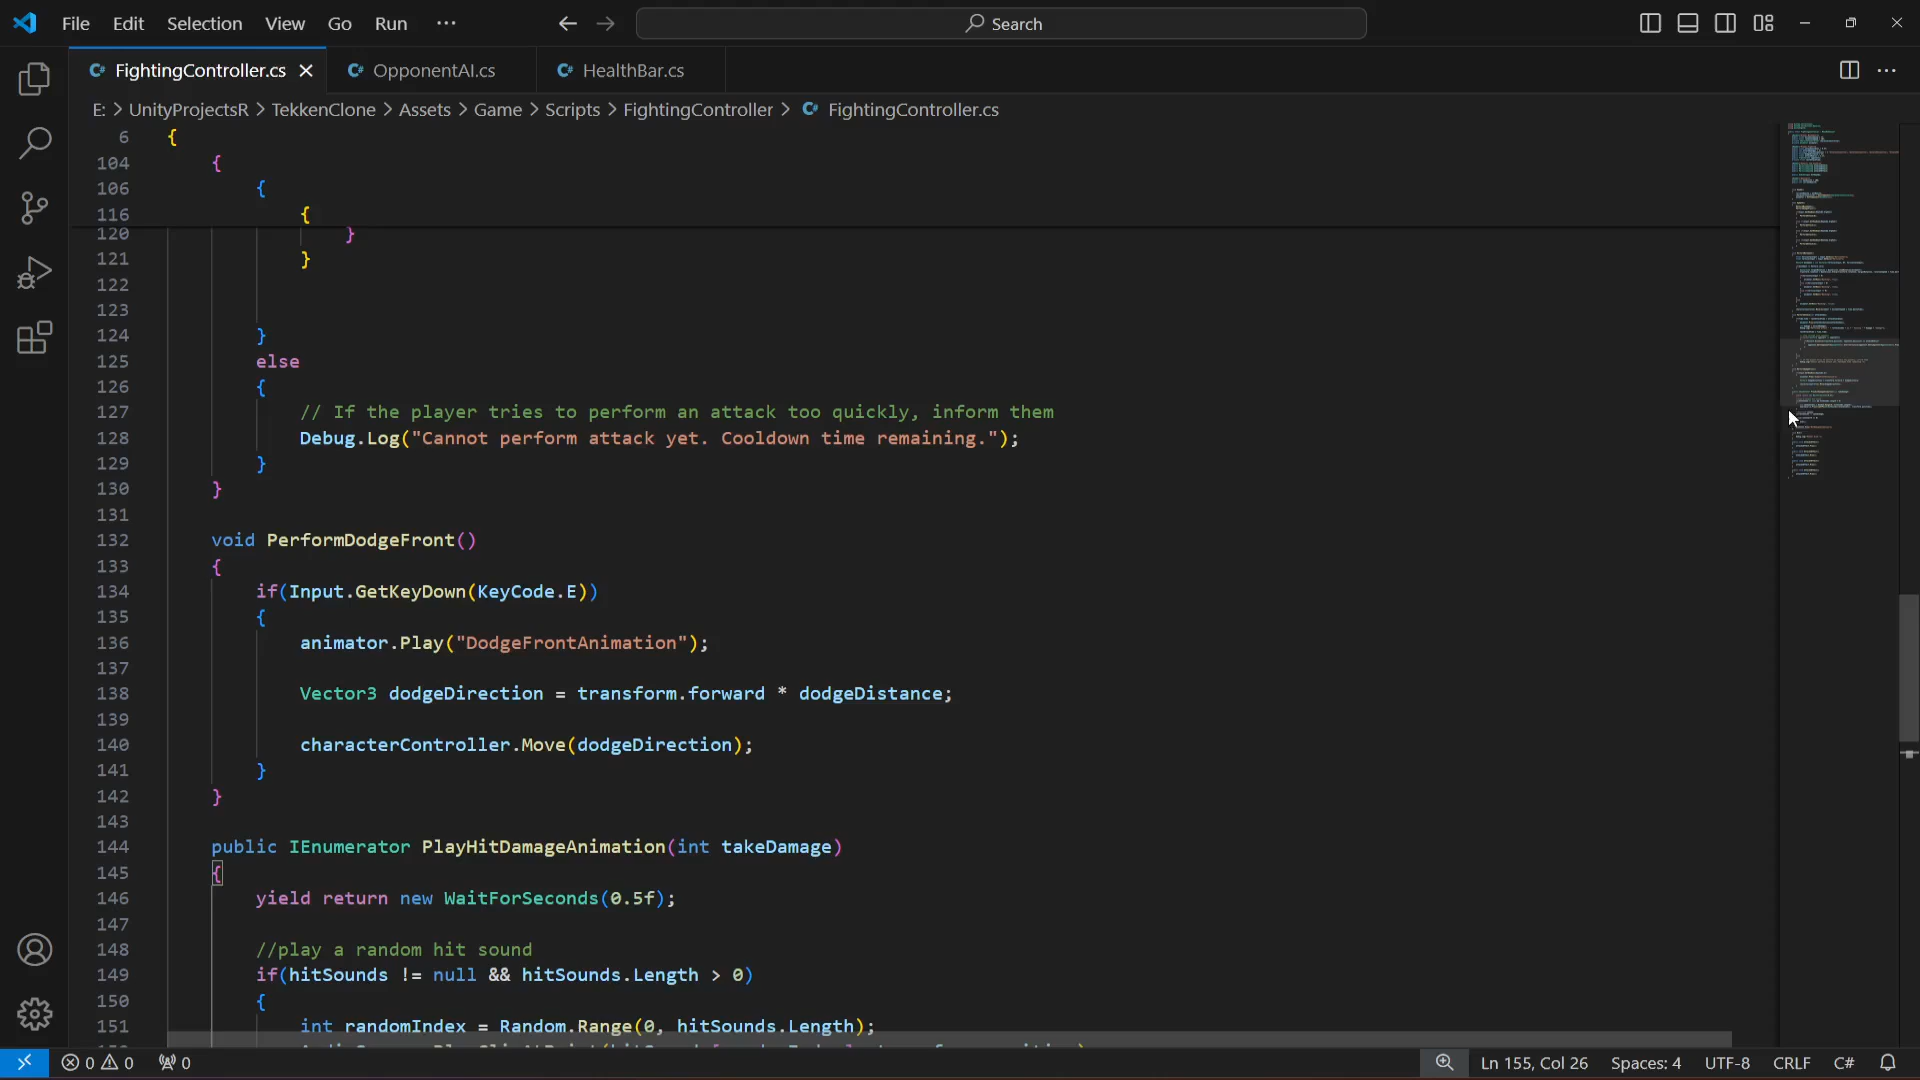 File Edit Selection View Go Run ··· Search
FightingController.cs OpponentAI.cs HealthBar.cs
E: > UnityProjectsR > TekkenClone > Assets > Game > Scripts > FightingController > FightingController.cs
6 {
104 {
106 {
116 {
120 }
121 }
122
123
124 }
125 else
126 {
127 // If the player tries to perform an attack too quickly, inform them
128 Debug.Log("Cannot perform attack yet. Cooldown time remaining.");
129 }
130 }
131
132 void PerformDodgeFront()
133 {
134 if(Input.GetKeyDown(KeyCode.E))
135 {
136 animator.Play("DodgeFrontAnimation");
137
138 Vector3 dodgeDirection = transform.forward * dodgeDistance;
139
140 characterController.Move(dodgeDirection);
141 }
142 }
143
144 public IEnumerator PlayHitDamageAnimation(int takeDamage)
145 {
146 yield return new WaitForSeconds(0.5f);
147
148 //play a random hit sound
149 if(hitSounds != null && hitSounds.Length > 0)
150 {
151 int randomIndex = Random.Range(0, hitSounds.Length);
0 0 0 Ln 155, Col 26 Spaces: 4 UTF-8 CRLF C#